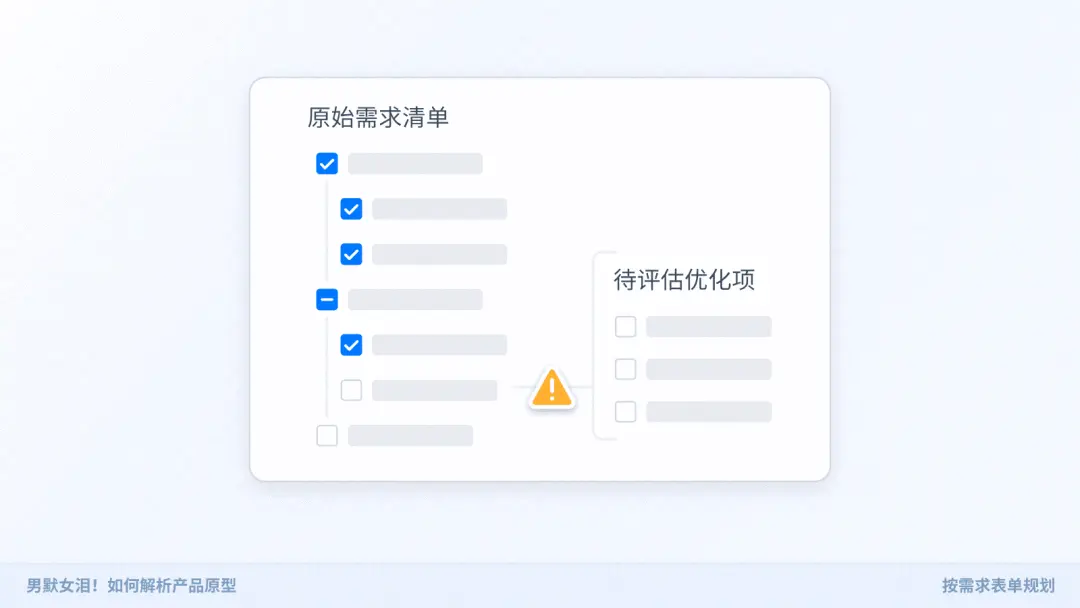 原始需求清单
待评估优化项
男默女泪！如何解析产品原型
按需求表单规划